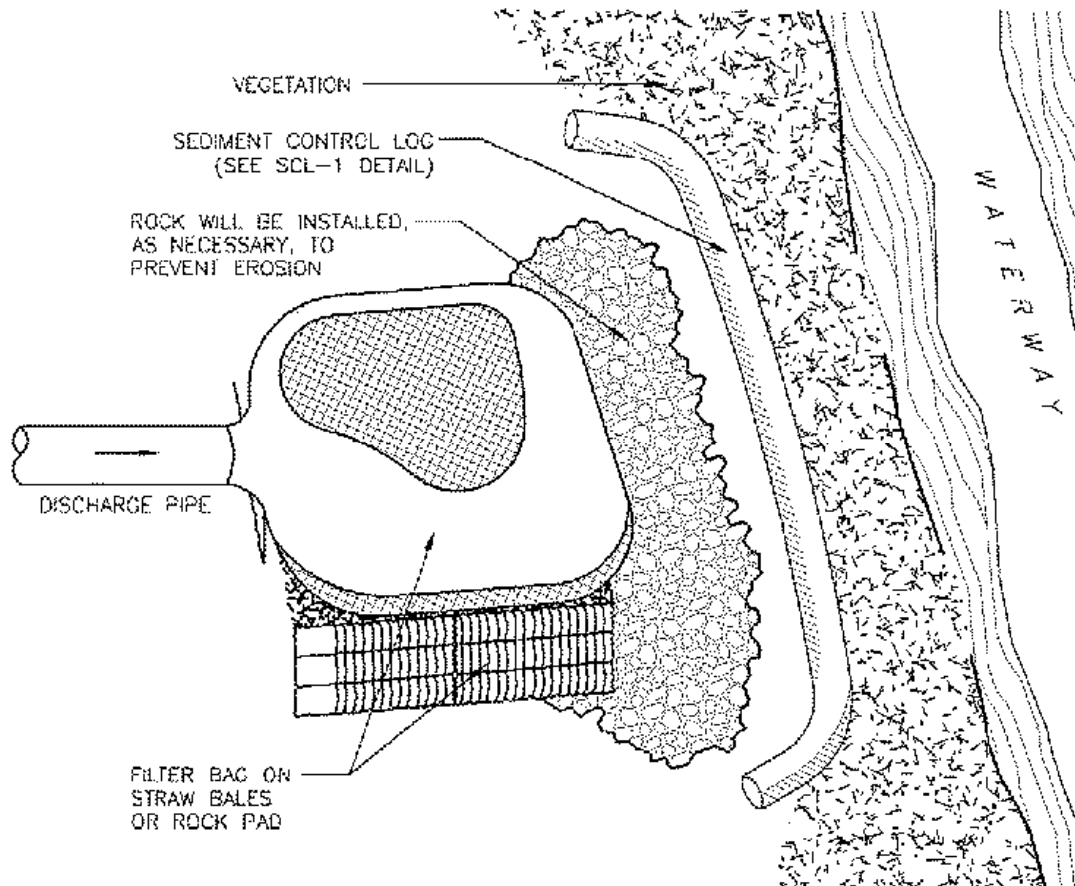 VEGETATION
SEDIMENT CONTROL LOG
(SEE SCL-1 DETAIL)
ROCK WILL BE INSTALLED,
AS NECESSARY, TO
PREVENT EROSION
WATERWAY
DISCHARGE PIPE
FILTER BAG ON
STRAW BALES
OR ROCK PAD